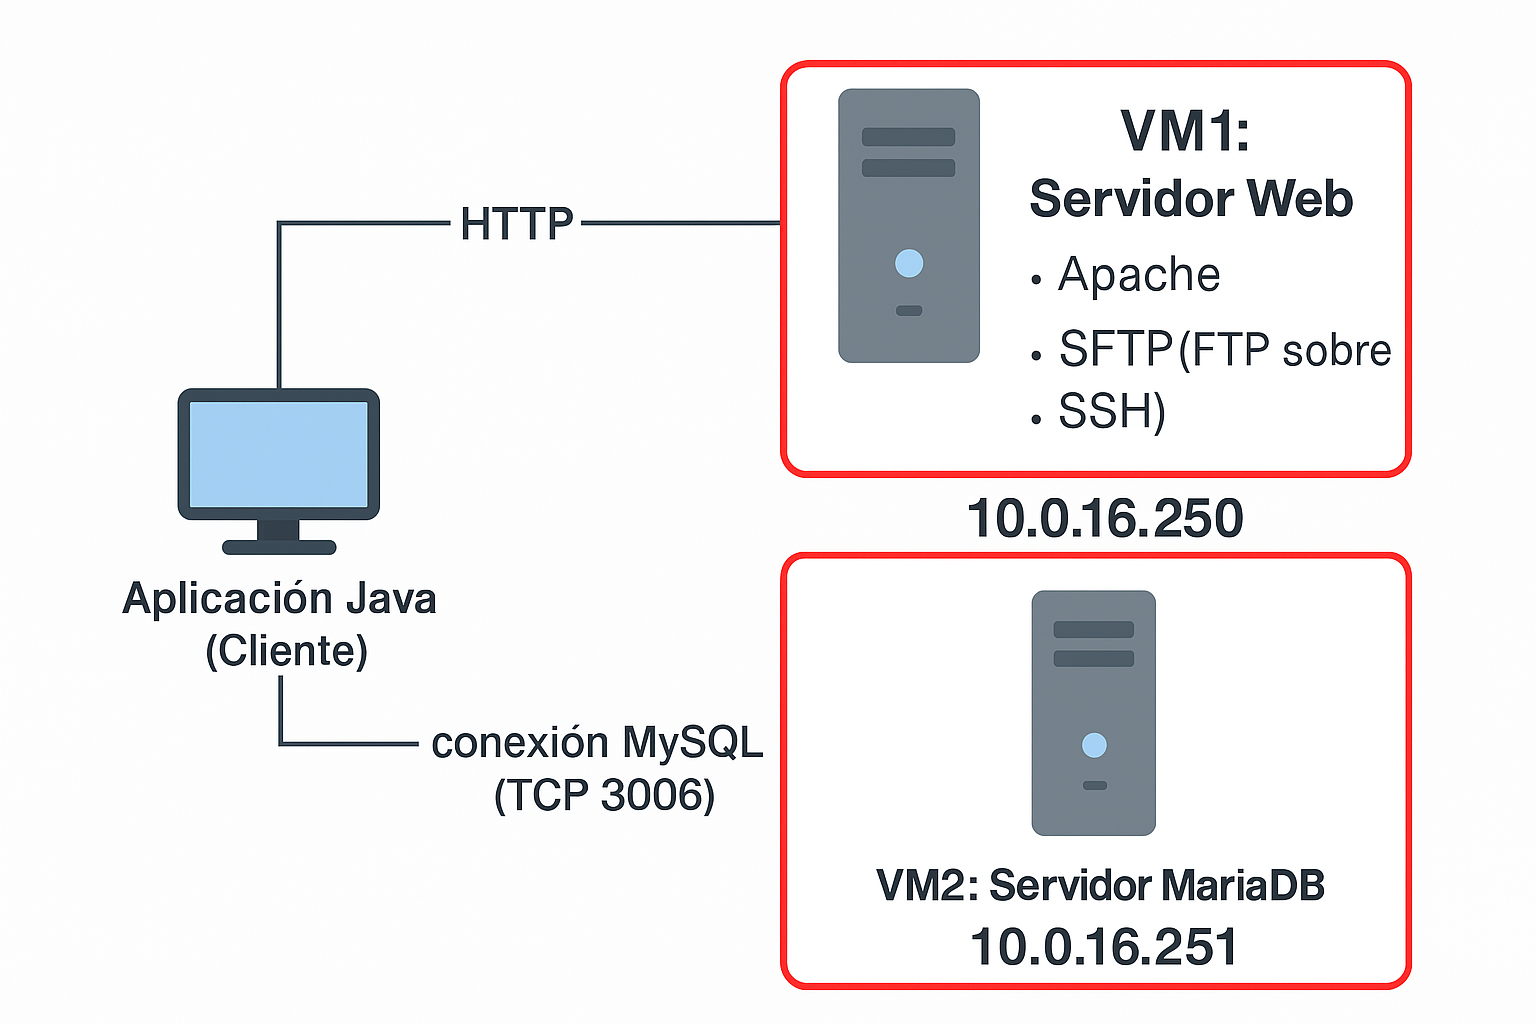 HTTP
VM1:
Servidor Web
• Apache
• SFTP(FTP sobre
• SSH)
10.0.16.250
Aplicación Java
(Cliente)
conexión MySQL
(TCP 3006)
VM2: Servidor MariaDB
10.0.16.251